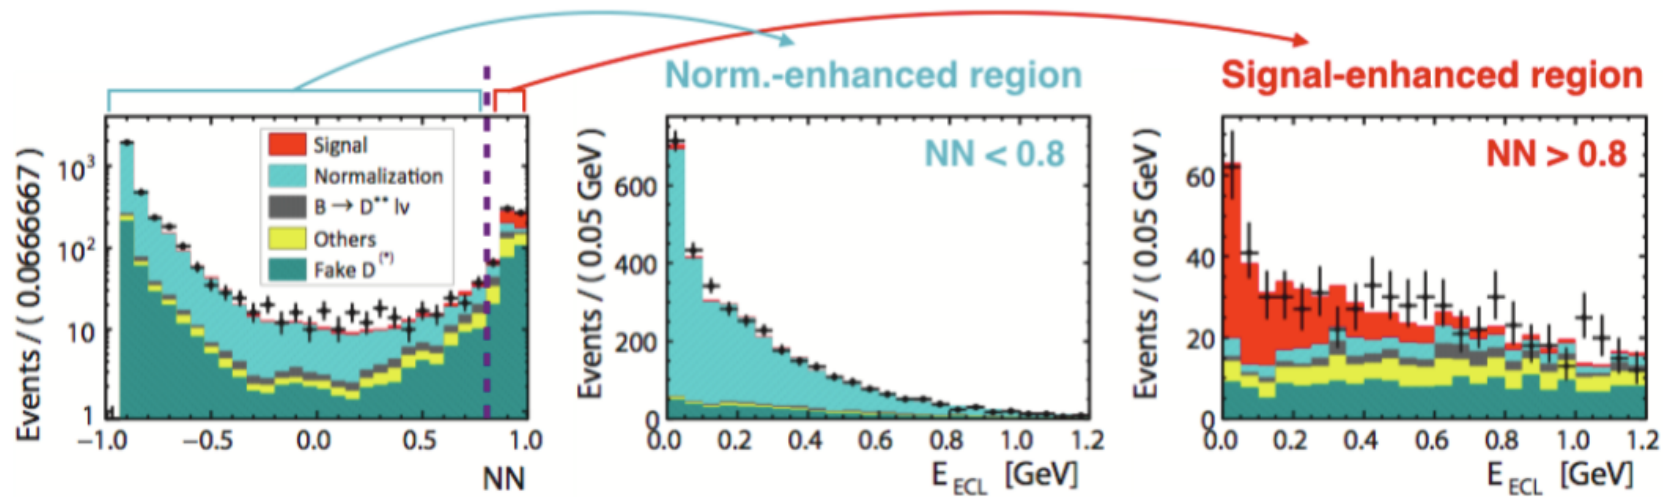 Norm.-enhanced region
Signal-enhanced region
Events / ( 0.0666667 )
10³
10²
10
1
Signal
Normalization
B → D** lν
Others
Fake D(*)
−1.0 −0.5 0.0 0.5 1.0
NN
Events / ( 0.05 GeV )
600
400
200
0
NN < 0.8
0.0 0.2 0.4 0.6 0.8 1.0 1.2
E ECL [GeV]
Events / ( 0.05 GeV )
60
40
20
0
NN > 0.8
0.0 0.2 0.4 0.6 0.8 1.0 1.2
E ECL [GeV]